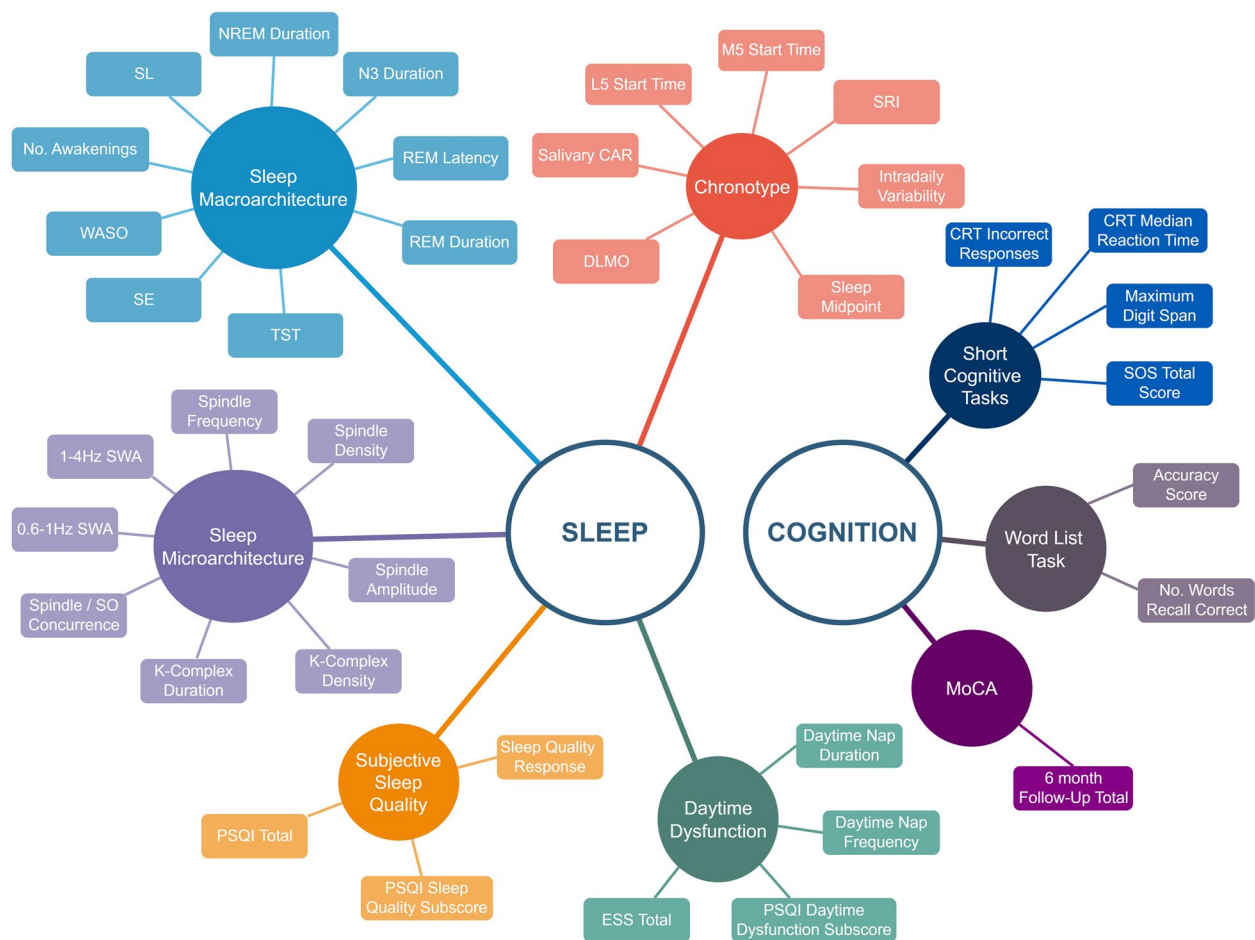 NREM Duration
SL
N3 Duration
No. Awakenings
Sleep
Macroarchitecture
REM Latency
WASO
REM Duration
SE
TST
M5 Start Time
L5 Start Time
SRI
Salivary CAR
Chronotype
Intradaily
Variability
DLMO
Sleep
Midpoint
CRT Incorrect
Responses
CRT Median
Reaction Time
Maximum
Digit Span
Short
Cognitive
Tasks
SOS Total
Score
Spindle
Frequency
Spindle
Density
1-4Hz SWA
0.6-1Hz SWA
Sleep
Microarchitecture
Spindle
Amplitude
Spindle / SO
Concurrence
K-Complex
Duration
K-Complex
Density
SLEEP
COGNITION
Accuracy
Score
Word List
Task
No. Words
Recall Correct
MoCA
6 month
Follow-Up Total
Subjective
Sleep
Quality
Sleep Quality
Response
PSQI Total
PSQI Sleep
Quality Subscore
Daytime Nap
Duration
Daytime
Dysfunction
Daytime Nap
Frequency
ESS Total
PSQI Daytime
Dysfunction Subscore